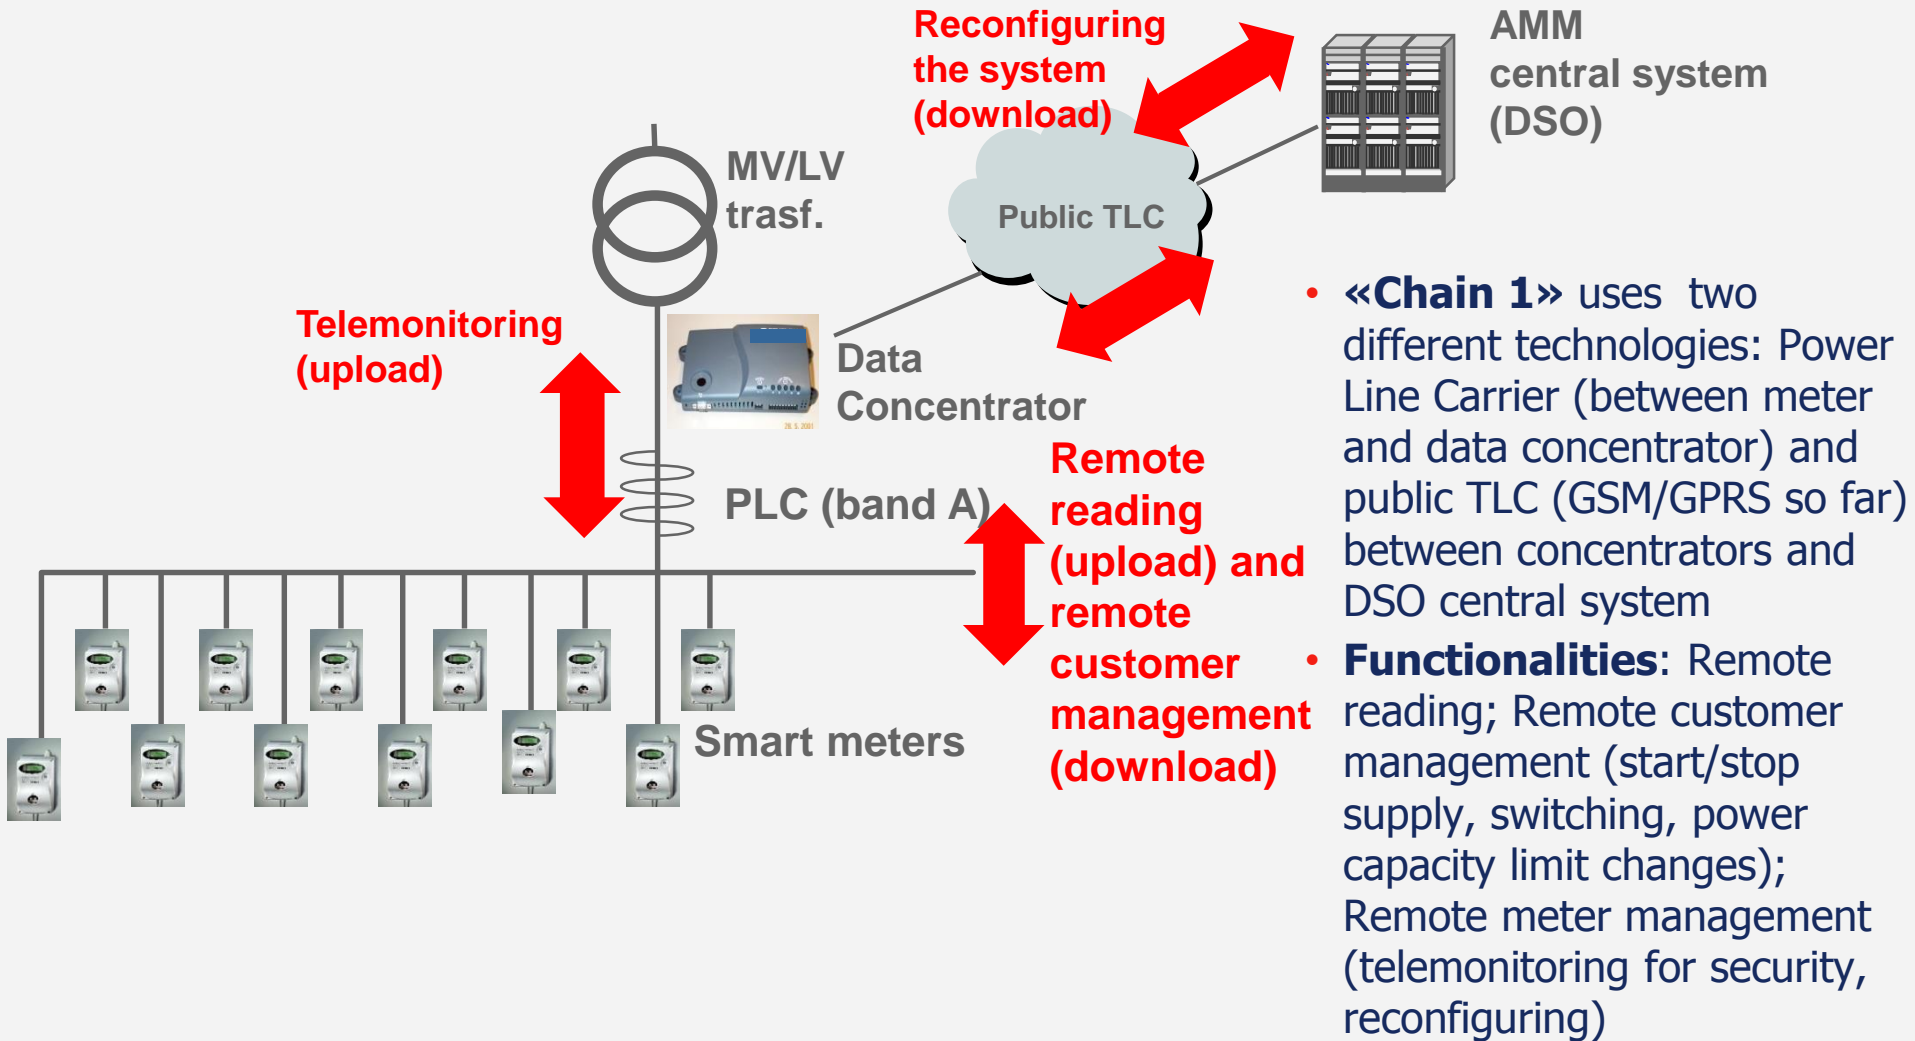 Reconfiguring
the system
(download)
AMM
central system
(DSO)
MV/LV
trasf.
Public TLC
Telemonitoring
(upload)
Data
Concentrator
28. 5. 2001
PLC (band A)
Remote
reading
(upload) and
remote
customer
management
(download)
Smart meters
• «Chain 1» uses two
different technologies: Power
Line Carrier (between meter
and data concentrator) and
public TLC (GSM/GPRS so far)
between concentrators and
DSO central system
• Functionalities: Remote
reading; Remote customer
management (start/stop
supply, switching, power
capacity limit changes);
Remote meter management
(telemonitoring for security,
reconfiguring)